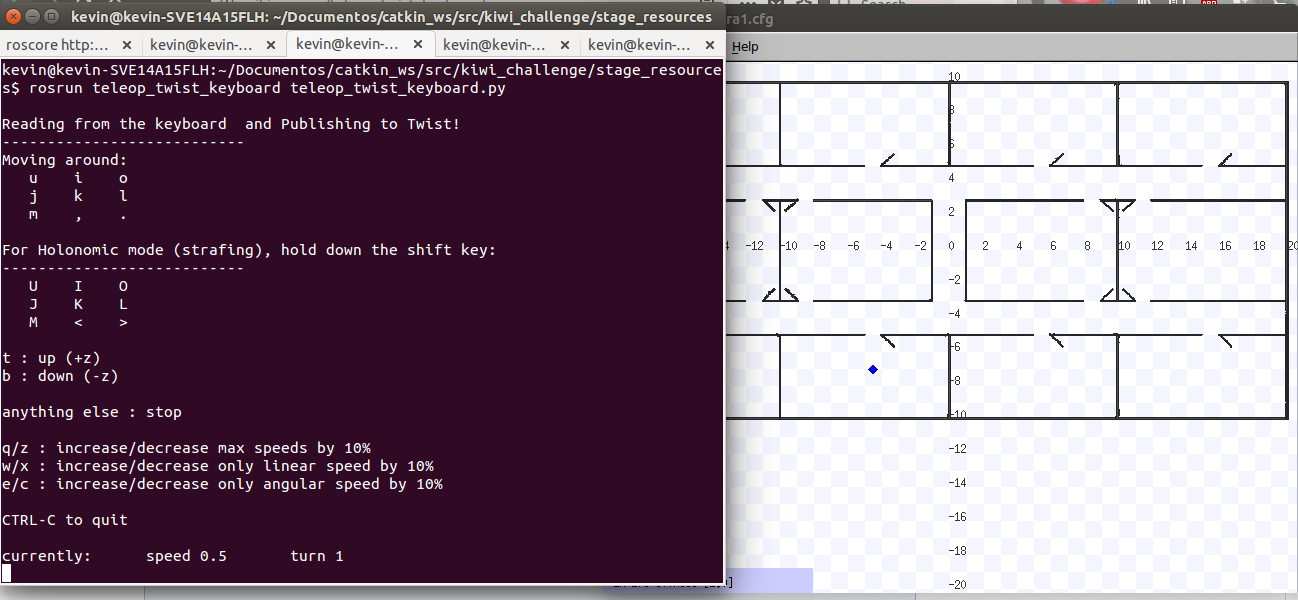 kevin@kevin-SVE14A15FLH: ~/Documentos/catkin_ws/src/kiwi_challenge/stage_resources
ra1.cfg
roscore http:... × kevin@kevin-... × kevin@kevin-... × kevin@kevin-... × kevin@kevin-... ×
Help
kevin@kevin-SVE14A15FLH:~/Documentos/catkin_ws/src/kiwi_challenge/stage_resource
s$ rosrun teleop_twist_keyboard teleop_twist_keyboard.py
Reading from the keyboard  and Publishing to Twist!
---------------------------
Moving around:
   u    i    o
   j    k    l
   m    ,    .
For Holonomic mode (strafing), hold down the shift key:
---------------------------
   U    I    O
   J    K    L
   M    <    >
t : up (+z)
b : down (-z)
anything else : stop
q/z : increase/decrease max speeds by 10%
w/x : increase/decrease only linear speed by 10%
e/c : increase/decrease only angular speed by 10%
CTRL-C to quit
currently:	speed 0.5	turn 1
10
8
6
4
2
-12 -10 -8 -6 -4 -2 0 2 4 6 8 10 12 14 16 18 20
-2
-4
-6
-8
-10
-12
-14
-16
-18
-20